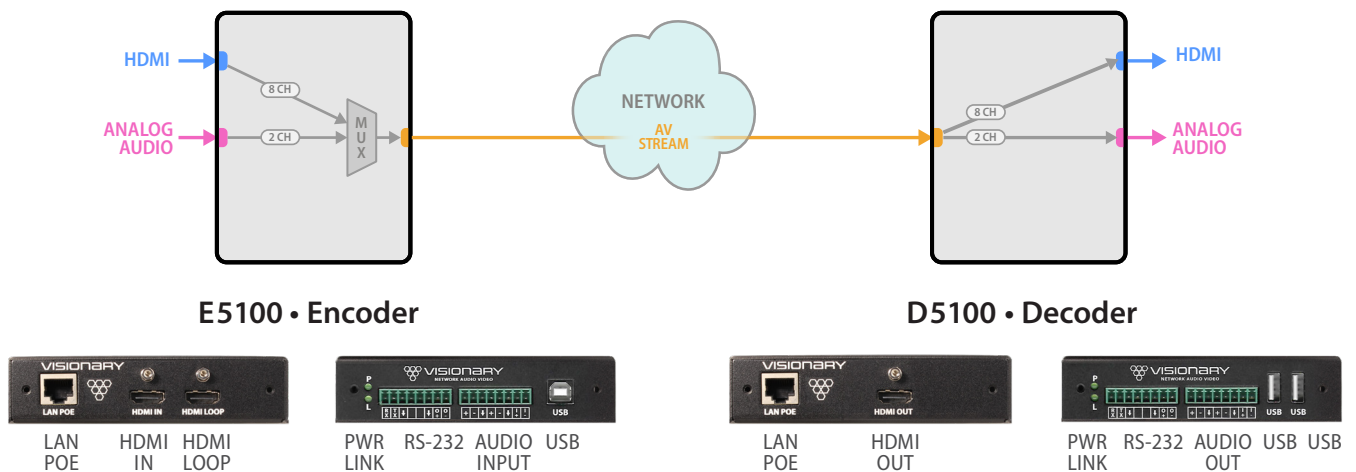 HDMI
8 CH
ANALOG
AUDIO
2 CH
MUX
NETWORK
AV
STREAM
8 CH
2 CH
HDMI
ANALOG
AUDIO
E5100 • Encoder
D5100 • Decoder
VISIONARY
LAN POE
HDMI IN
HDMI LOOP
VISIONARY
NETWORK AUDIO VIDEO
P
L
USB
VISIONARY
LAN POE
HDMI OUT
VISIONARY
NETWORK AUDIO VIDEO
P
L
USB
USB
LAN
POE
HDMI
IN
HDMI
LOOP
PWR
LINK
RS-232
AUDIO
INPUT
USB
LAN
POE
HDMI
OUT
PWR
LINK
RS-232
AUDIO
OUT
USB
USB